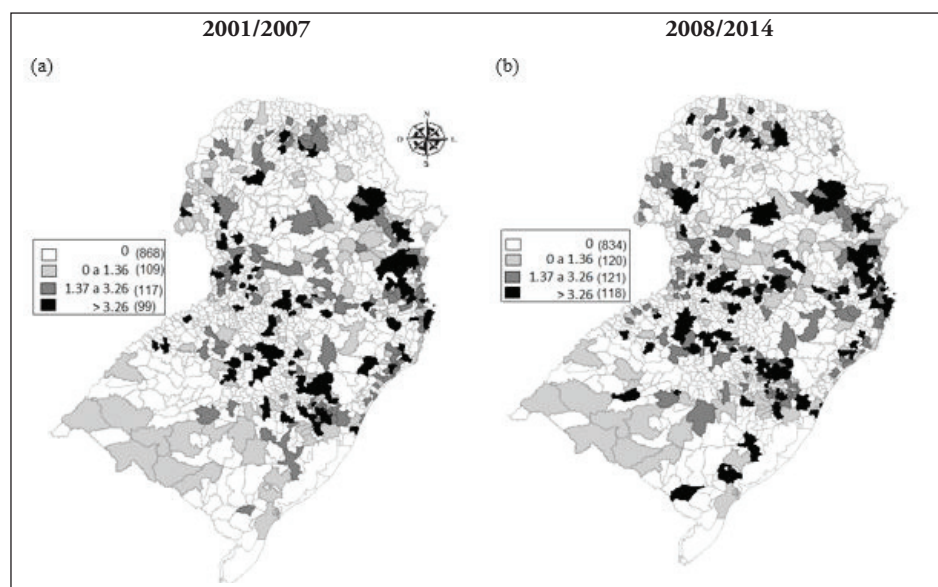 2001/2007
2008/2014
(a)
(b)
N
O
L
S
0 (868)
0 a 1.36 (109)
1.37 a 3.26 (117)
> 3.26 (99)
0 (834)
0 a 1.36 (120)
1.37 a 3.26 (121)
> 3.26 (118)